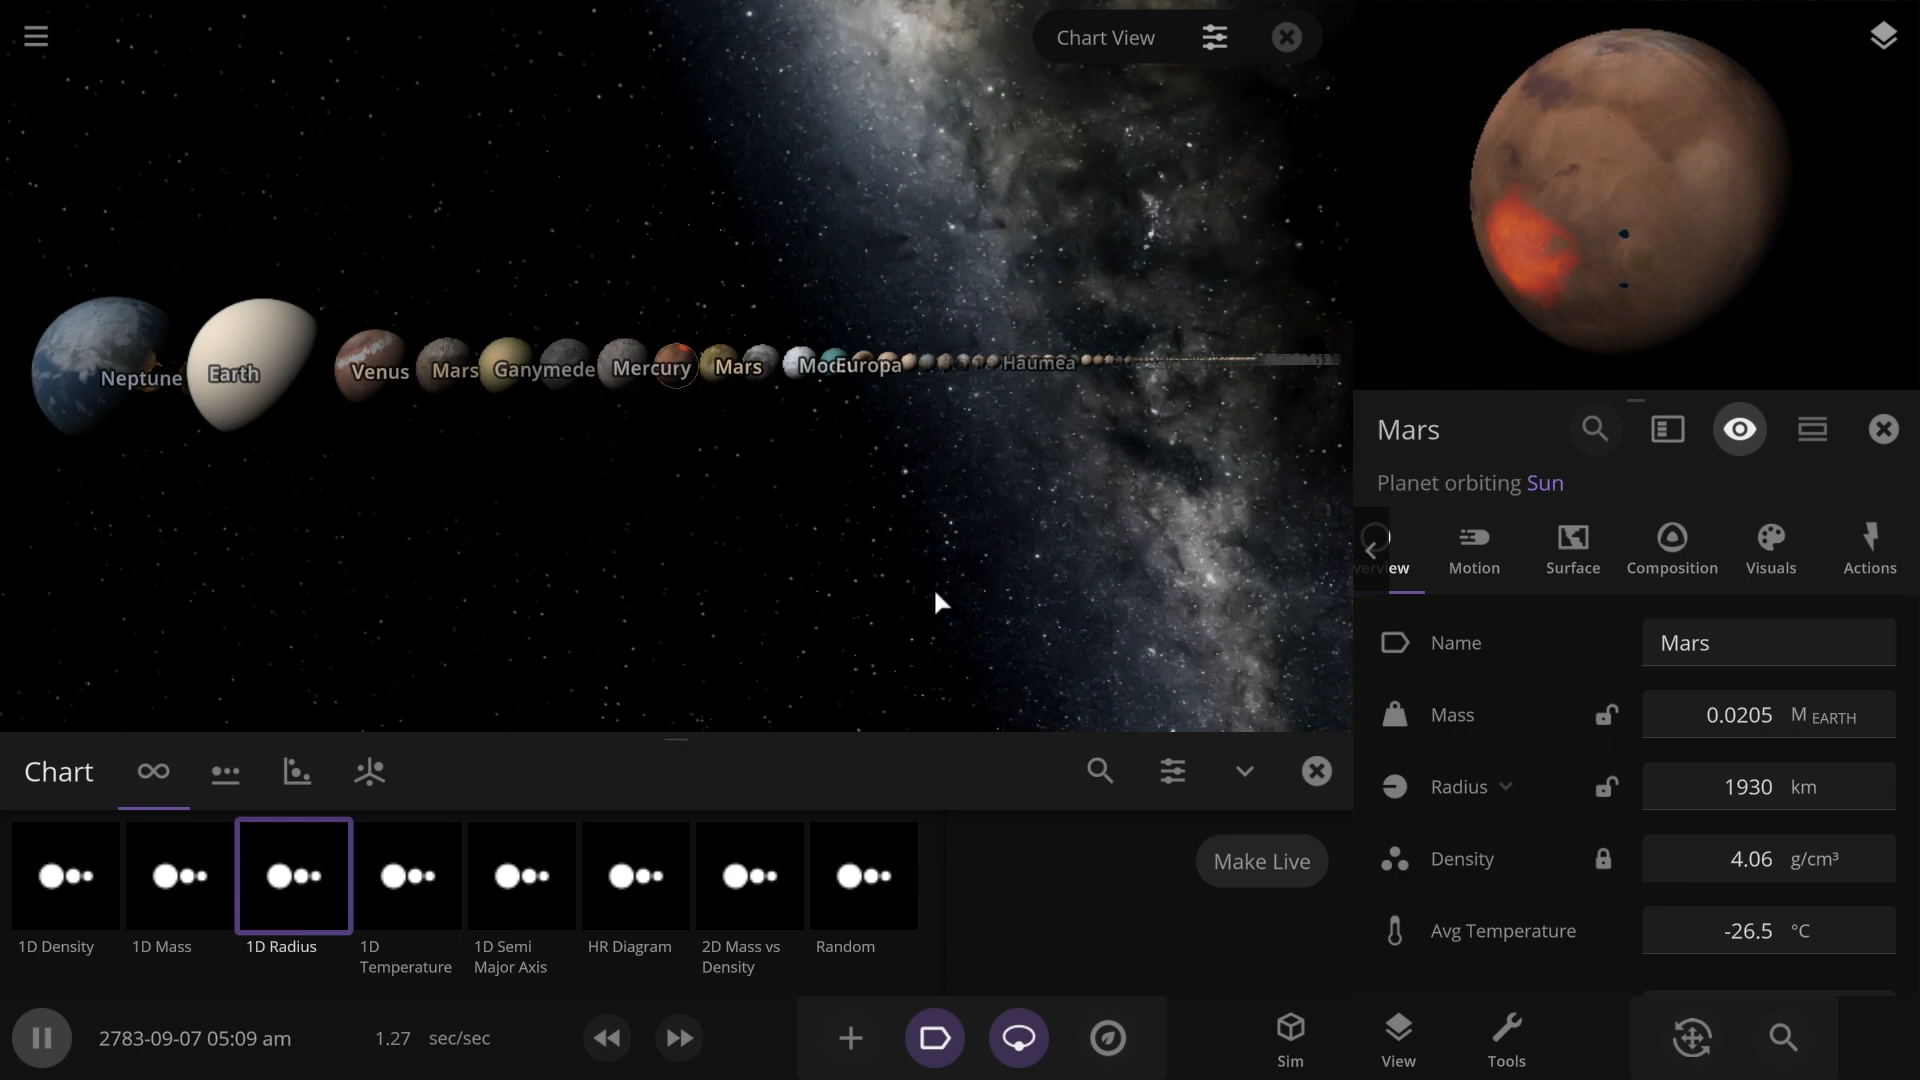 Chart View
Neptune
Earth
Venus
Mars
Ganymede
Mercury
Mars
Europa
Haumea
Mars
Planet orbiting Sun
Motion
Surface
Composition
Visuals
Actions
Name
Mars
Mass
0.0205 M EARTH
Radius
1930 km
Density
4.06 g/cm³
Avg Temperature
-26.5 °C
Chart
Make Live
1D Density
1D Mass
1D Radius
1D
Temperature
1D Semi
Major Axis
HR Diagram
2D Mass vs
Density
Random
2783-09-07 05:09 am
1.27 sec/sec
Sim
View
Tools